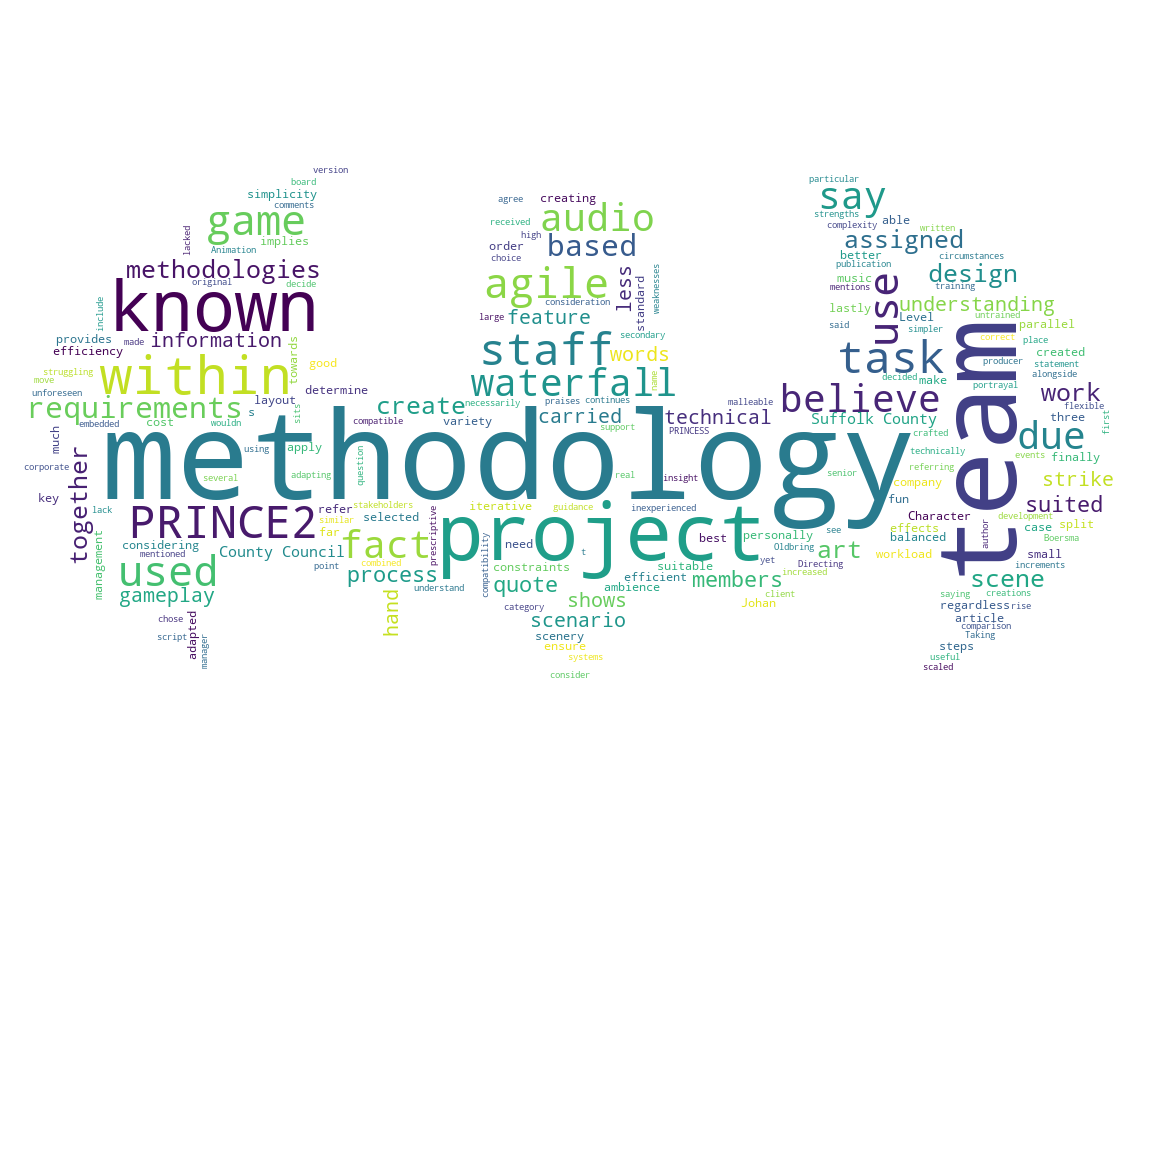 version
board
simplicity
comments
game
lacked
Animation
implies
methodologies
original
decide
known
include
provides
made
information
efficiency
towards
struggling
move
within
good
unforeseen
layout
determine
requirements
s
sits
embedded
cost
wouldn
much
using
apply
corporate
together
several
adapting
question
key
lack
methodology
agree
creating
received
audio
high
order
based
choice
less
standard
weaknesses
agile
consideration
large
feature
secondary
staff
words
name
waterfall
praises
continues
necessarily
create
compatible
variety
carried
support
technical
malleable
PRINCESS
real
insight
particular
say
strengths
complexity
able
written
assigned
better
circumstances
publication
design
music
mentions
training
use
lastly
understanding
said
Level
untrained
parallel
simpler
correct
place
task
producer
created
statement
decided
make
alongside
portrayal
believe
work
flexible
Suffolk County
three
first
crafted
due
technically
events
finally
referring
senior
company
strike
team
fun
suited
PRINCE2
refer
stakeholders
similar
far
selected
prescriptive
iterative
guidance
inexperienced
considering
mentioned
County Council
fact
combined
point
management
used
process
understand
gameplay
project
need
t
compatibility
constraints
best
personally
Oldbring
see
yet
Directing
suitable
efficient
increased
quote
ambience
members
client
category
shows
Johan
hand
scenario
scenery
ensure
systems
consider
chose
adapted
script
manager
Character
development
effects
balanced
author
case
split
Boersma
art
workload
small
increments
scene
saying
creations
regardless
rise
article
comparison
Taking
steps
useful
scaled